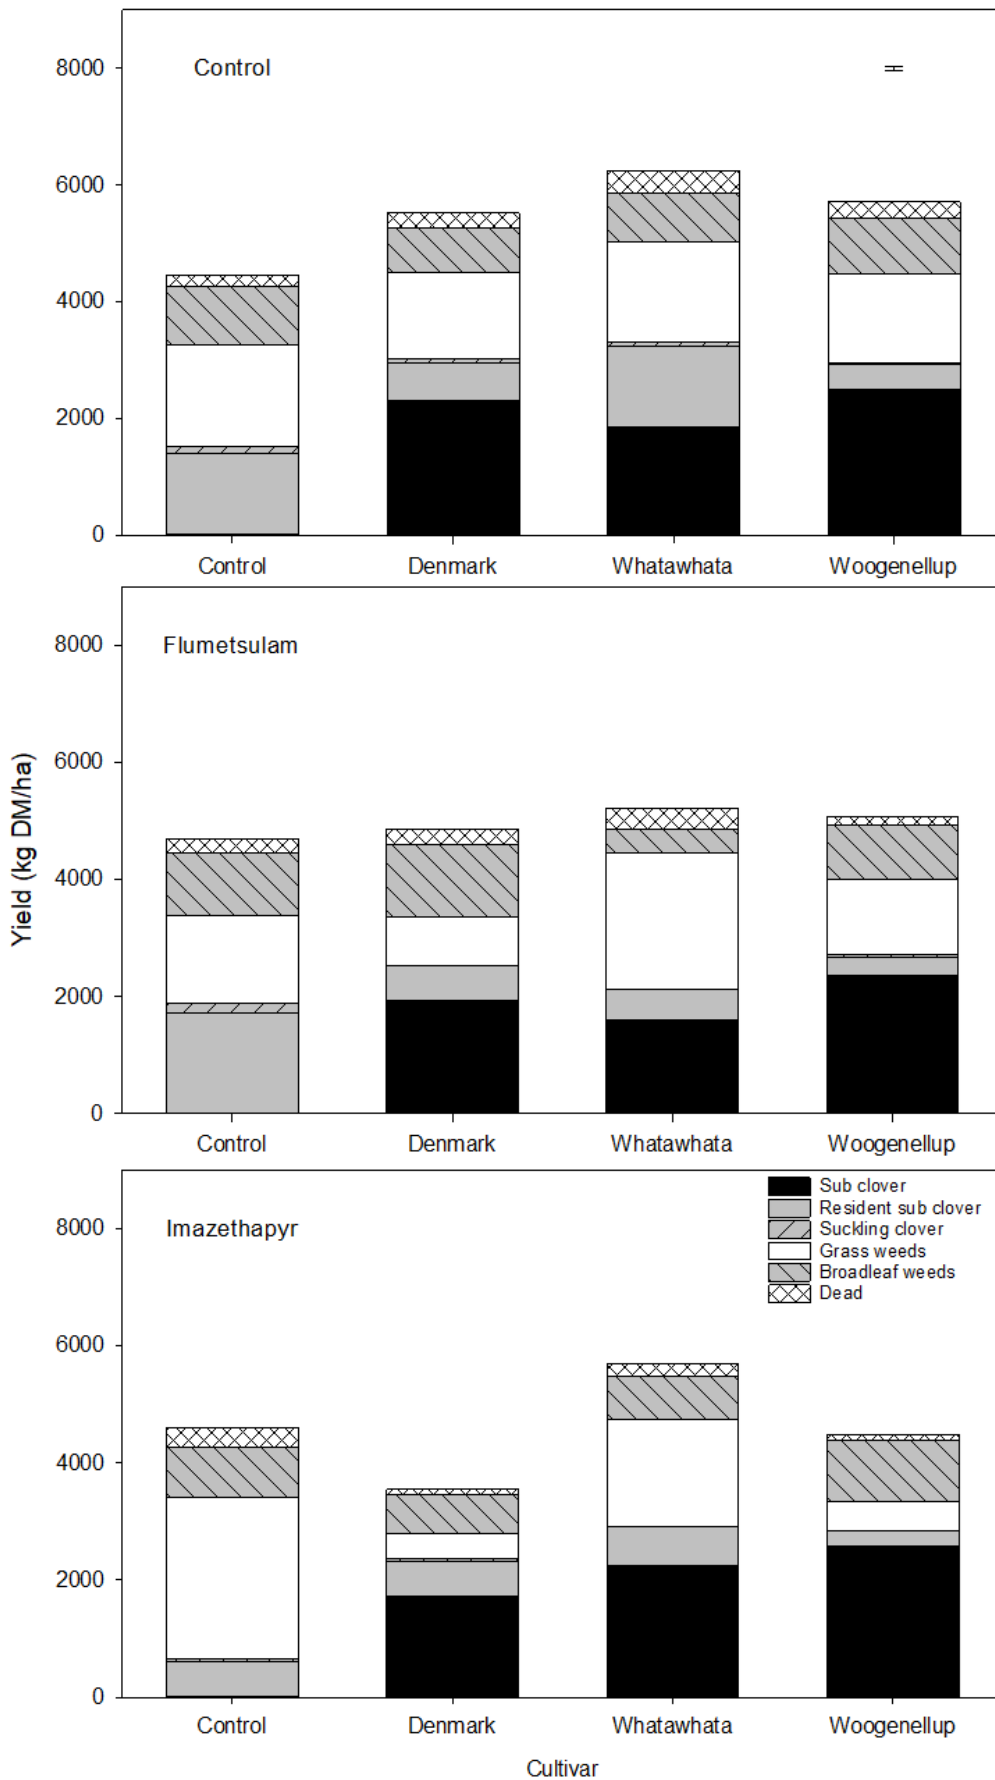 8000
Control
6000
4000
2000
0
Control Denmark Whatawhata Woogenellup
8000
Flumetsulam
6000
4000
2000
0
Control Denmark Whatawhata Woogenellup
Yield (kg DM/ha)
Sub clover
Resident sub clover
Suckling clover
Grass weeds
Broadleaf weeds
Dead
8000
Imazethapyr
6000
4000
2000
0
Control Denmark Whatawhata Woogenellup
Cultivar